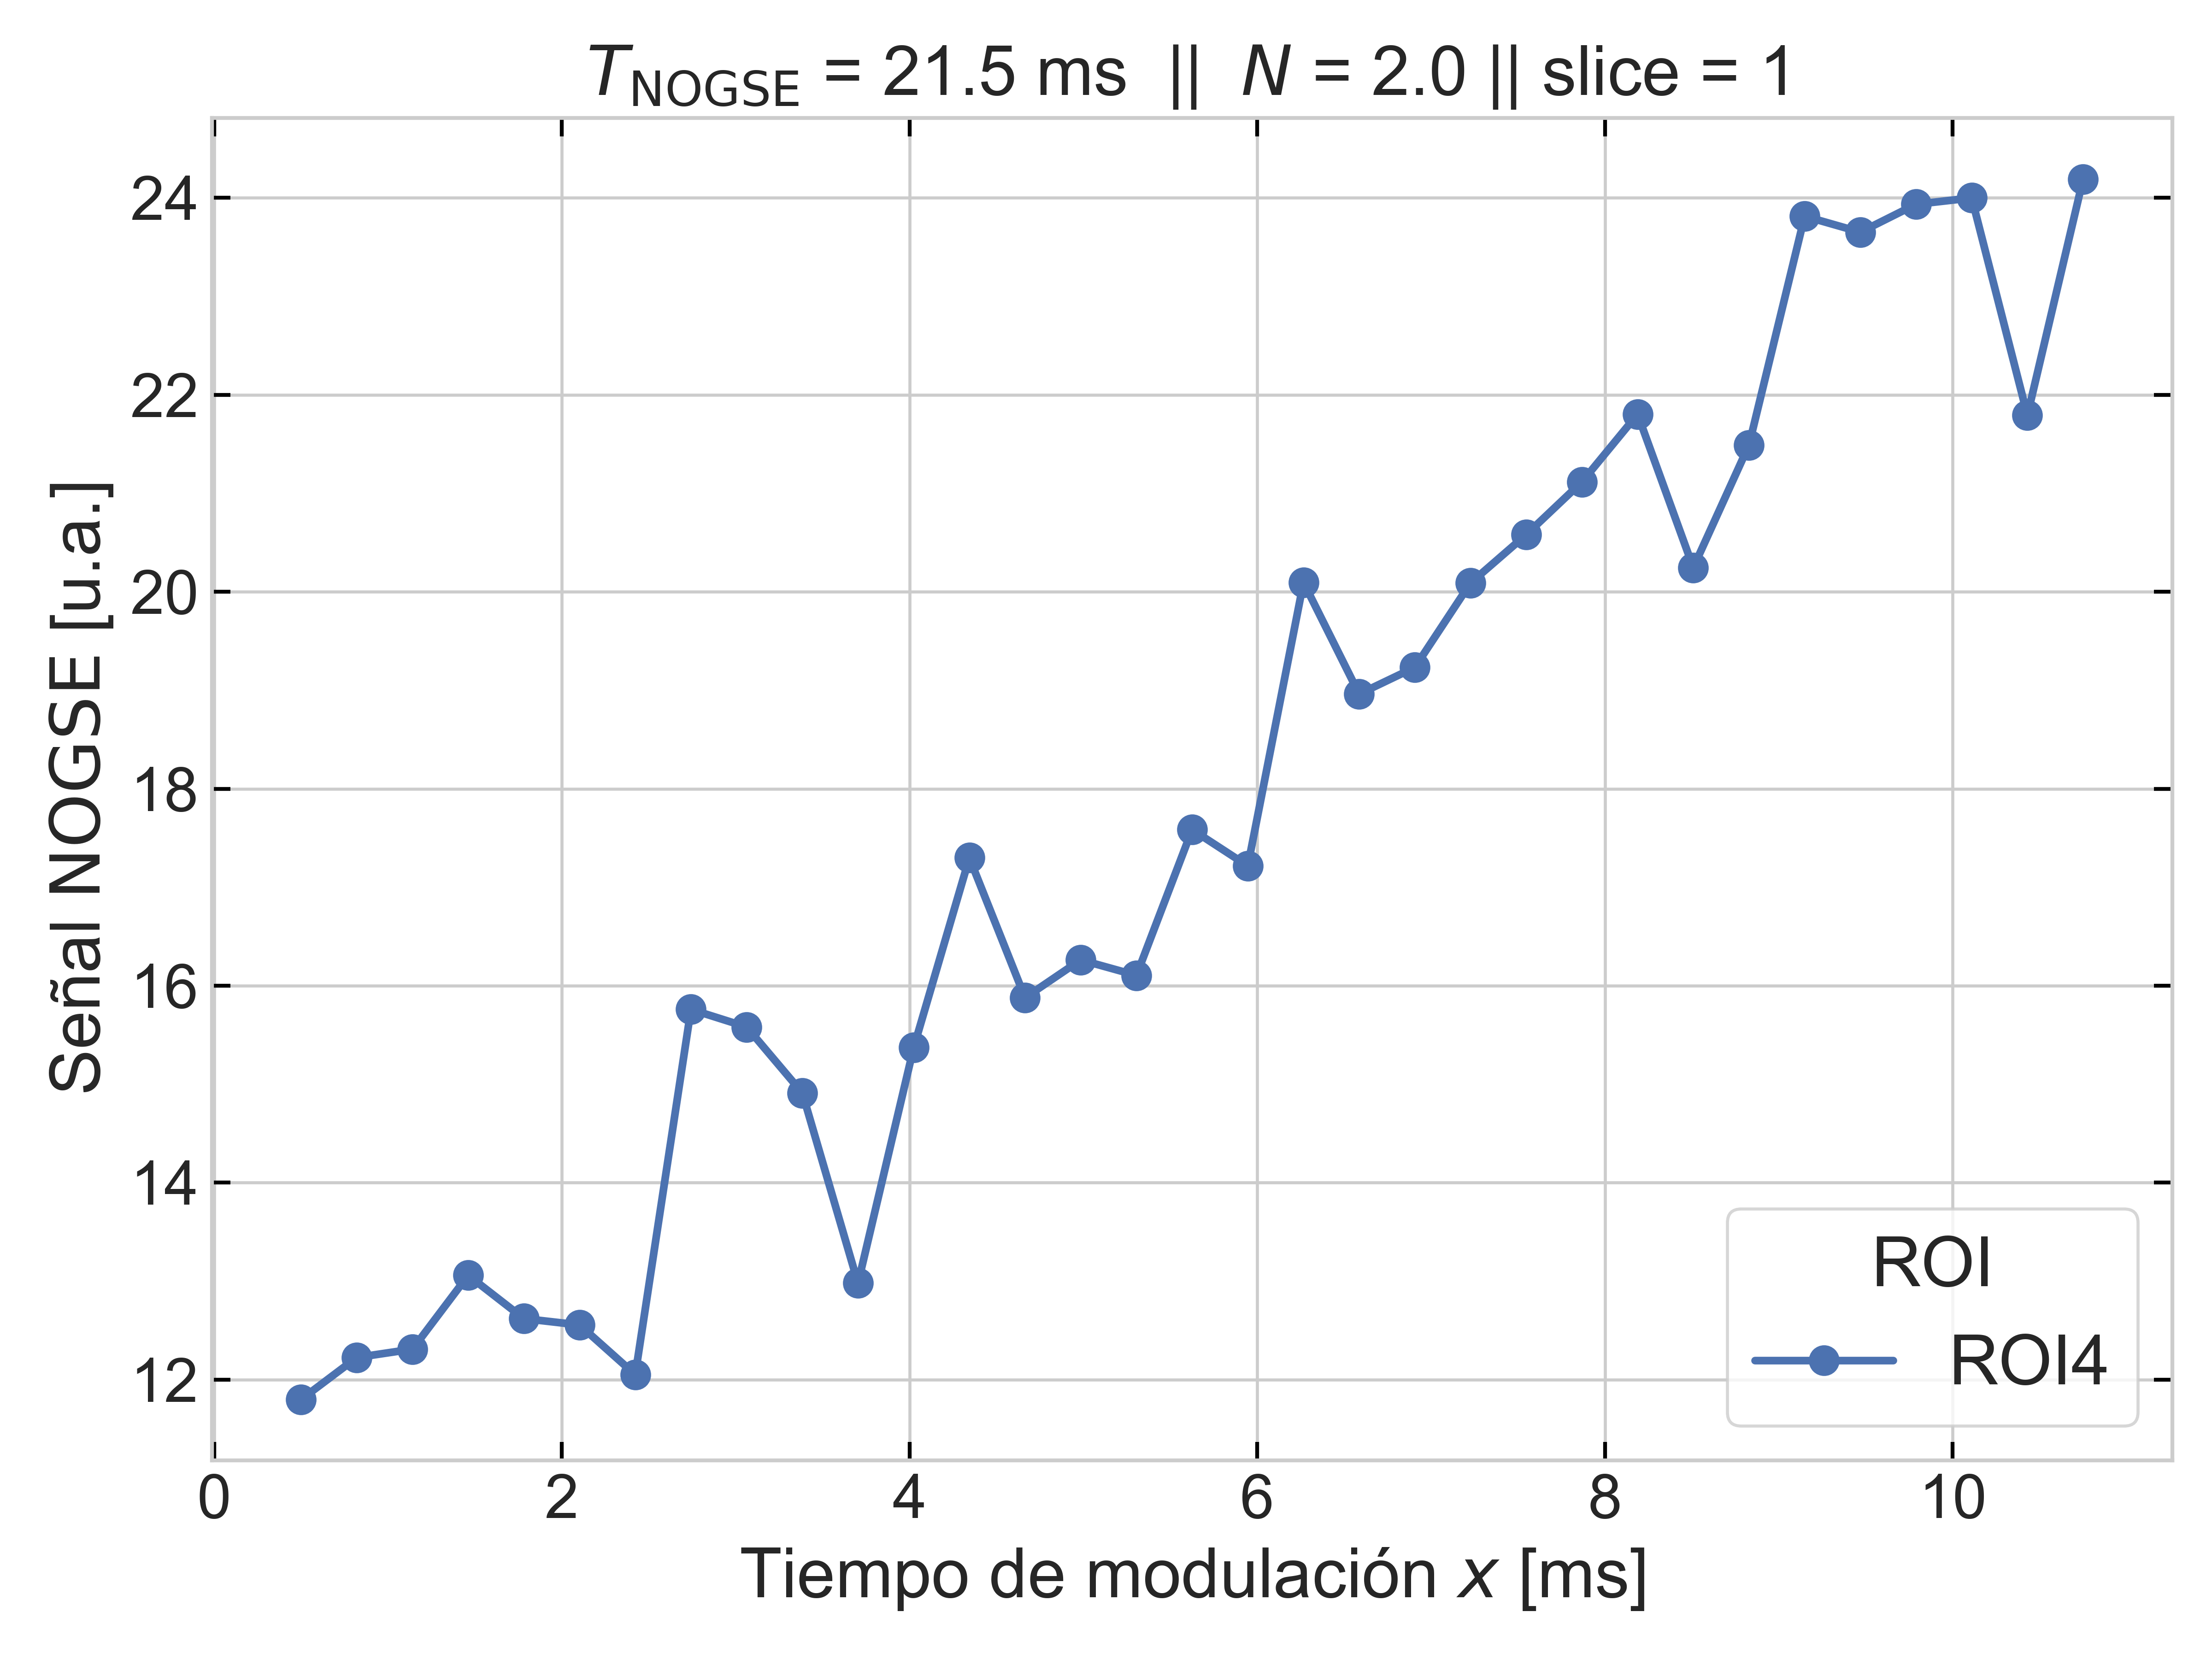 T_NOGSE = 21.5 ms || N = 2.0 || slice = 1
Señal NOGSE [u.a.]
24
22
20
18
16
14
12
0 2 4 6 8 10
Tiempo de modulación x [ms]
ROI
ROI4